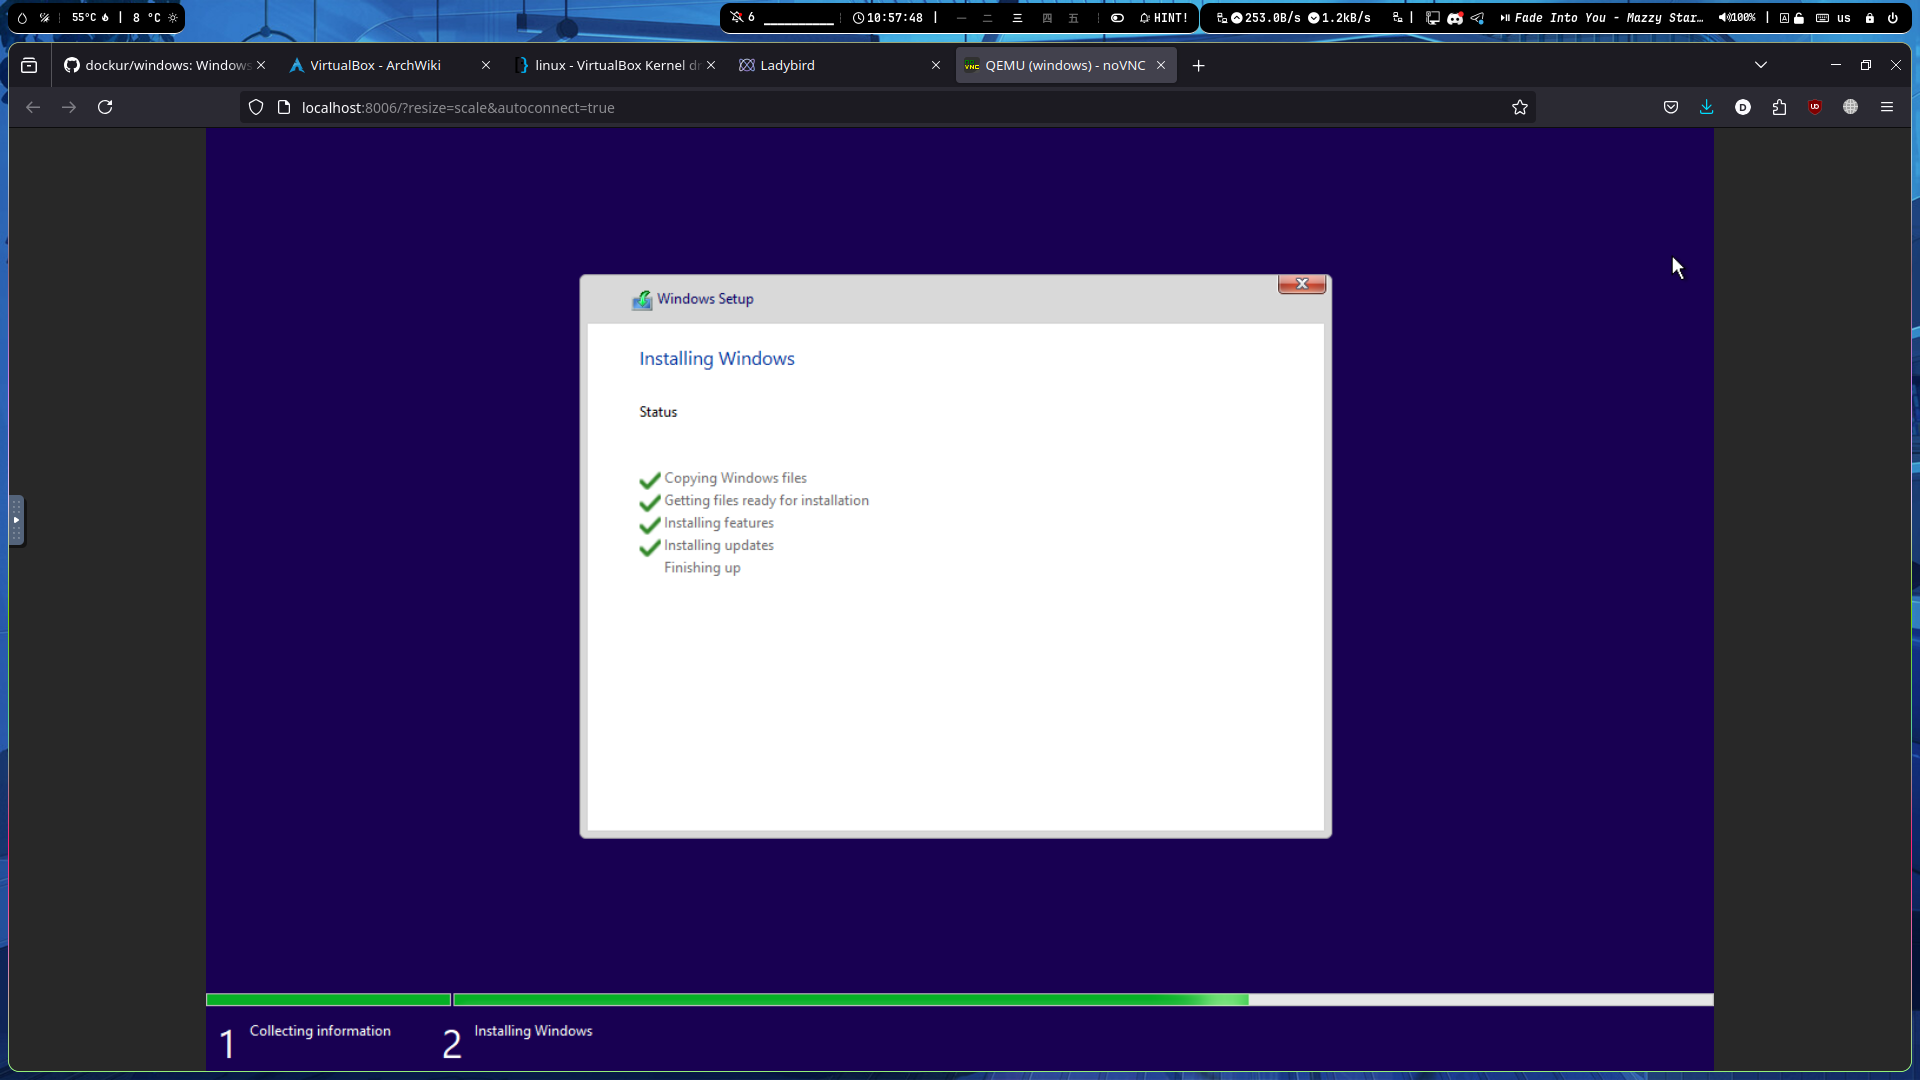 55°C | 8 °C
6 10:57:48 | 一 二 三 四 五 HINT!
253.0B/s 1.2kB/s | Fade Into You - Mazzy Star… 100% | us
dockur/windows: Windows
VirtualBox - ArchWiki
linux - VirtualBox Kernel dr
Ladybird
QEMU (windows) - noVNC
localhost:8006/?resize=scale&autoconnect=true
Windows Setup
Installing Windows
Status
Copying Windows files
Getting files ready for installation
Installing features
Installing updates
Finishing up
1 Collecting information
2 Installing Windows